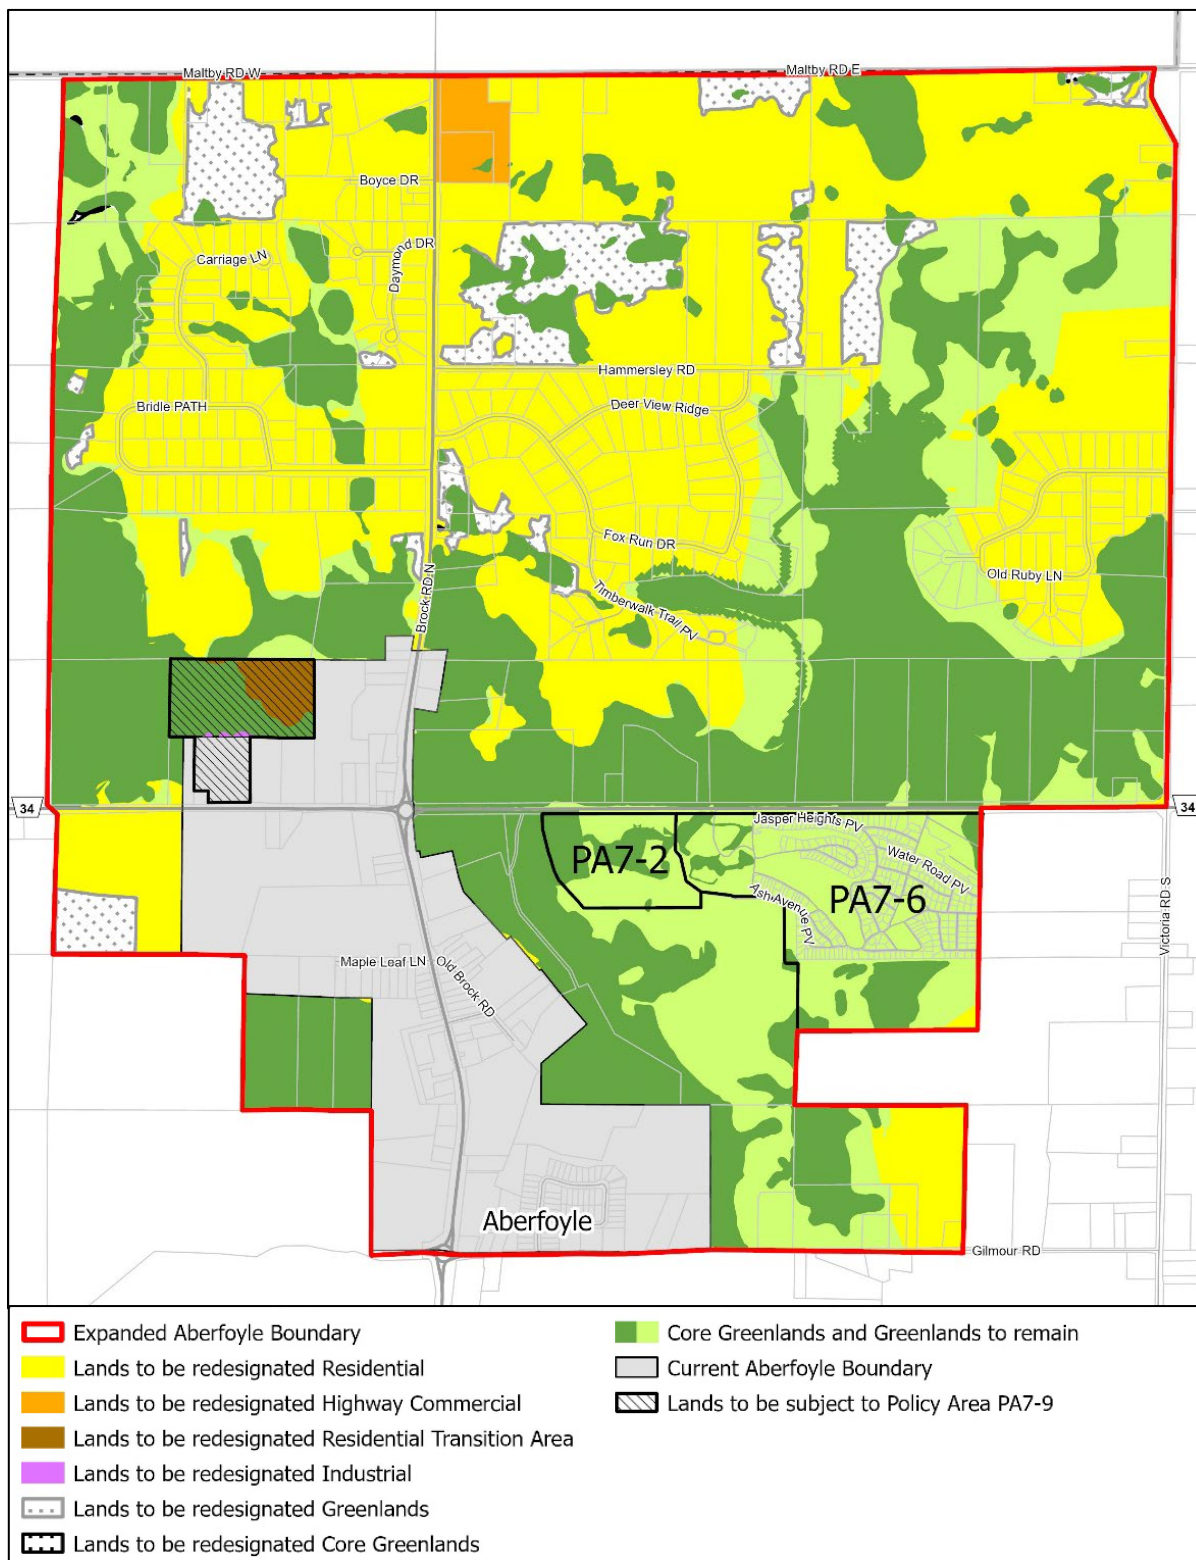 Maltby RD W
Maltby RD E
Boyce DR
Carriage LN
Daymond DR
Hammersley RD
Bridle PATH
Deer View Ridge
Fox Run DR
Brock RD N
Timberwalk Trail PV
Old Ruby LN
34
34
Jasper Heights PV
PA7-2
Water Road PV
Ash Avenue PV
PA7-6
Victoria RD S
Maple Leaf LN
Old Brock RD
Aberfoyle
Gilmour RD
Expanded Aberfoyle Boundary
Lands to be redesignated Residential
Lands to be redesignated Highway Commercial
Lands to be redesignated Residential Transition Area
Lands to be redesignated Industrial
Lands to be redesignated Greenlands
Lands to be redesignated Core Greenlands
Core Greenlands and Greenlands to remain
Current Aberfoyle Boundary
Lands to be subject to Policy Area PA7-9